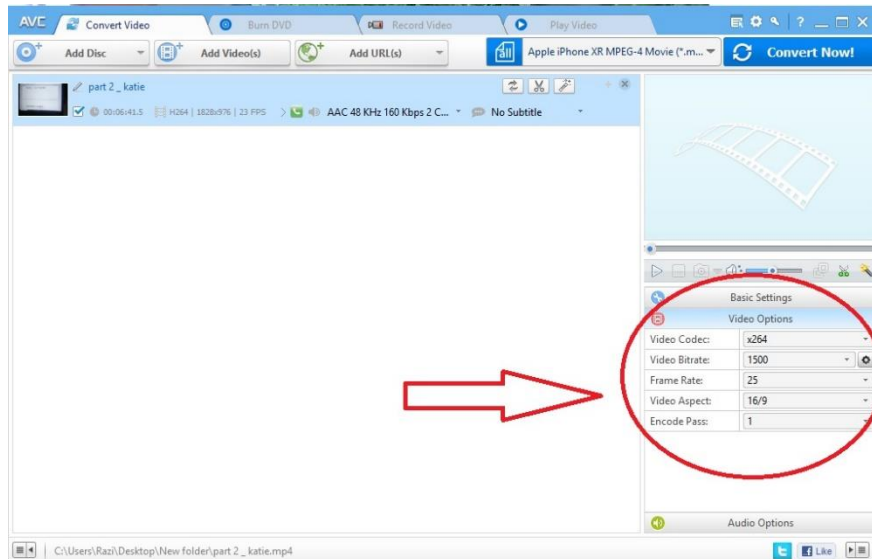 AVC Convert Video Burn DVD Record Video Play Video ?
Add Disc Add Video(s) Add URL(s) all Apple iPhone XR MPEG-4 Movie (*.m... Convert Now!
part 2 _ katie
00:06:41.5 H264 | 1828x976 | 23 FPS AAC 48 KHz 160 Kbps 2 C... No Subtitle
Basic Settings
Video Options
Video Codec: x264
Video Bitrate: 1500
Frame Rate: 25
Video Aspect: 16/9
Encode Pass: 1
Audio Options
C:\Users\Razi\Desktop\New folder\part 2 _ katie.mp4 Like